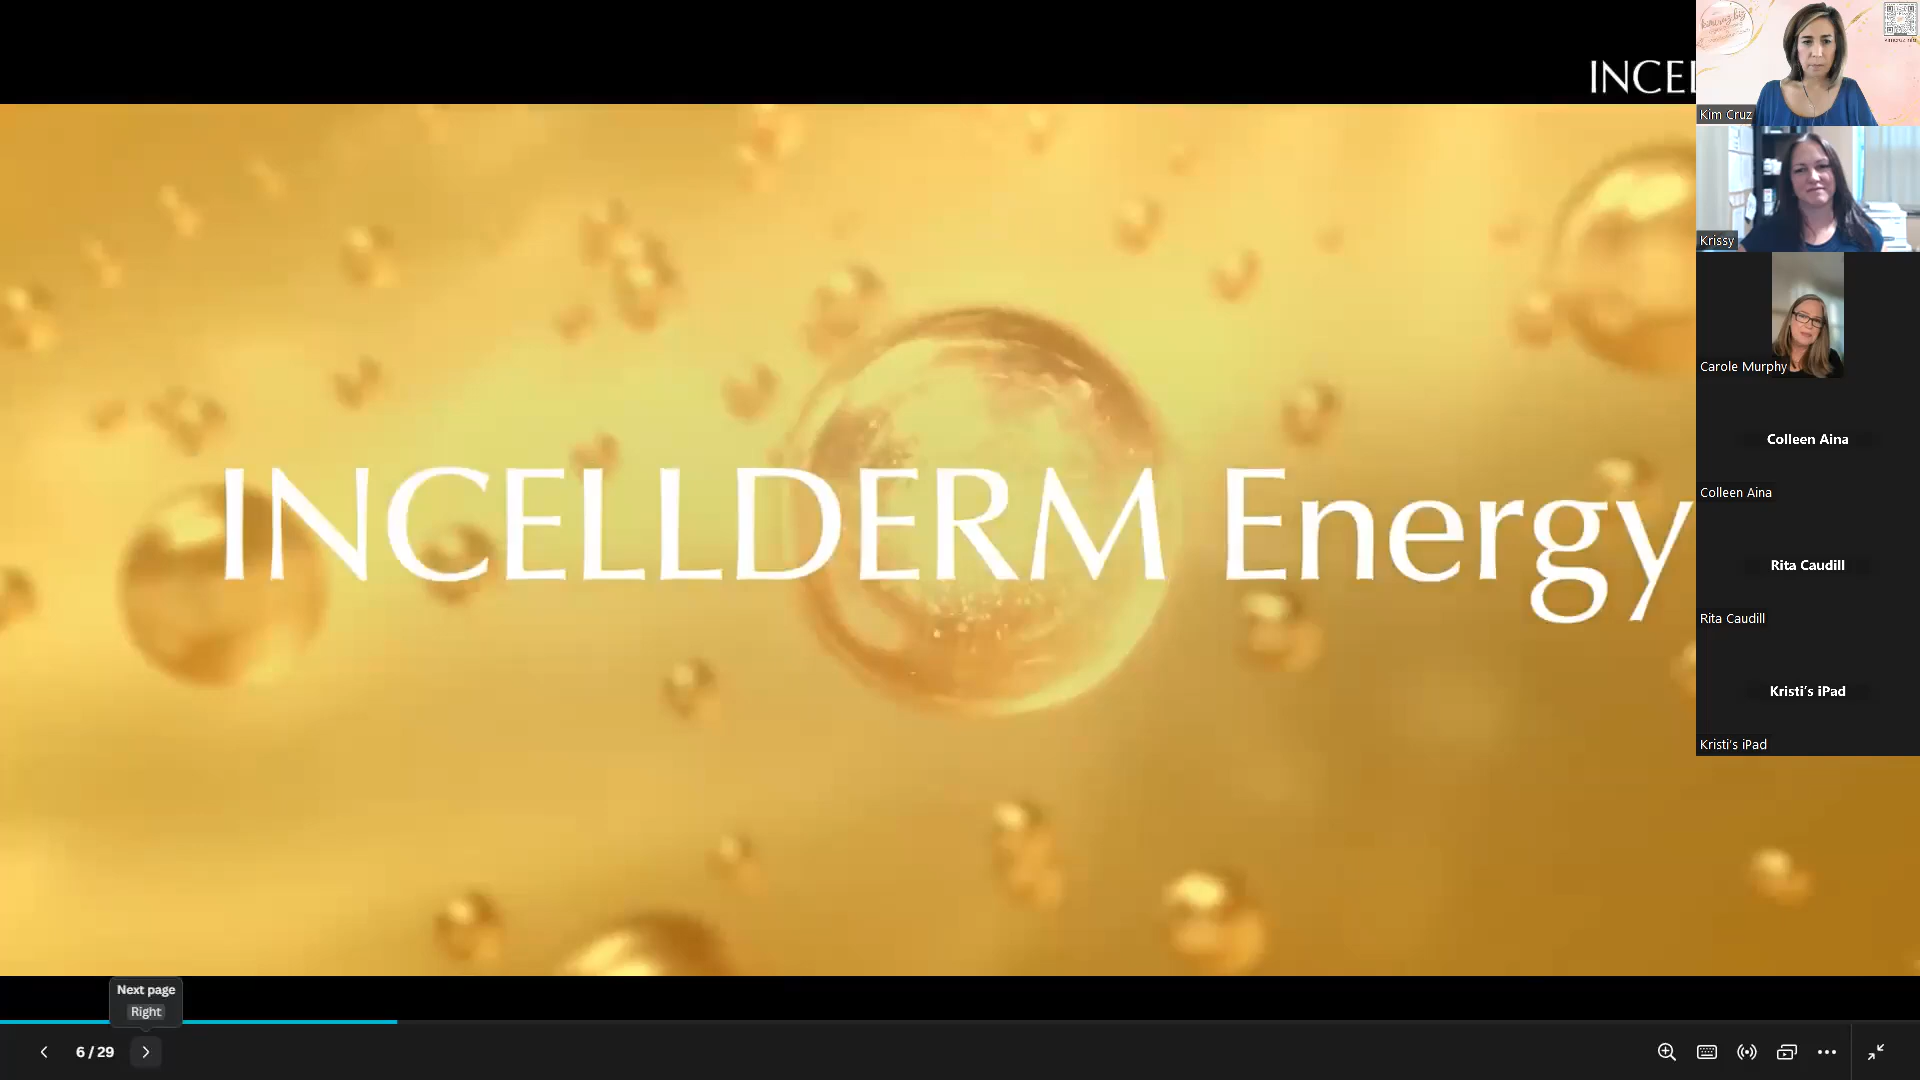 INCEL
Kim Cruz
Krissy
Carole Murphy
Colleen Aina
Colleen Aina
Rita Caudill
Rita Caudill
Kristi's iPad
Kristi's iPad
INCELLDERM Energy
Next page
Right
6 / 29